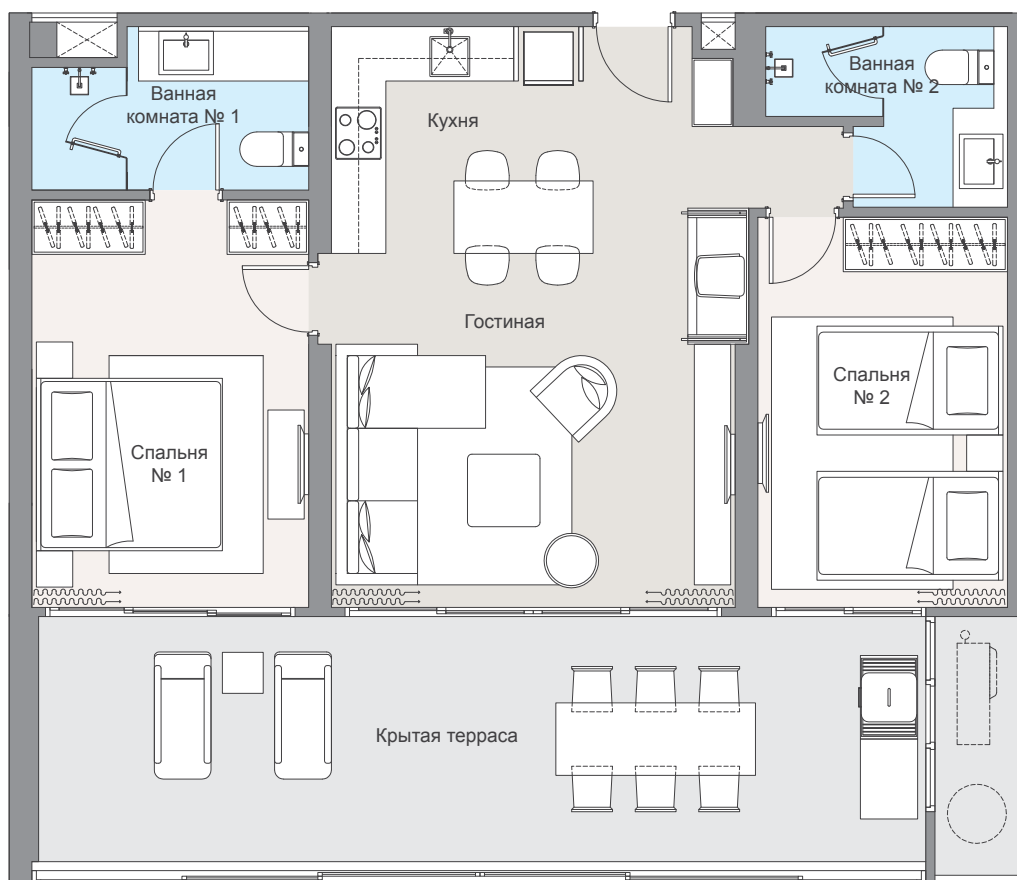 Ванная
комната № 1
Кухня
Ванная
комната № 2
Гостиная
Спальня
№ 1
Спальня
№ 2
Крытая терраса